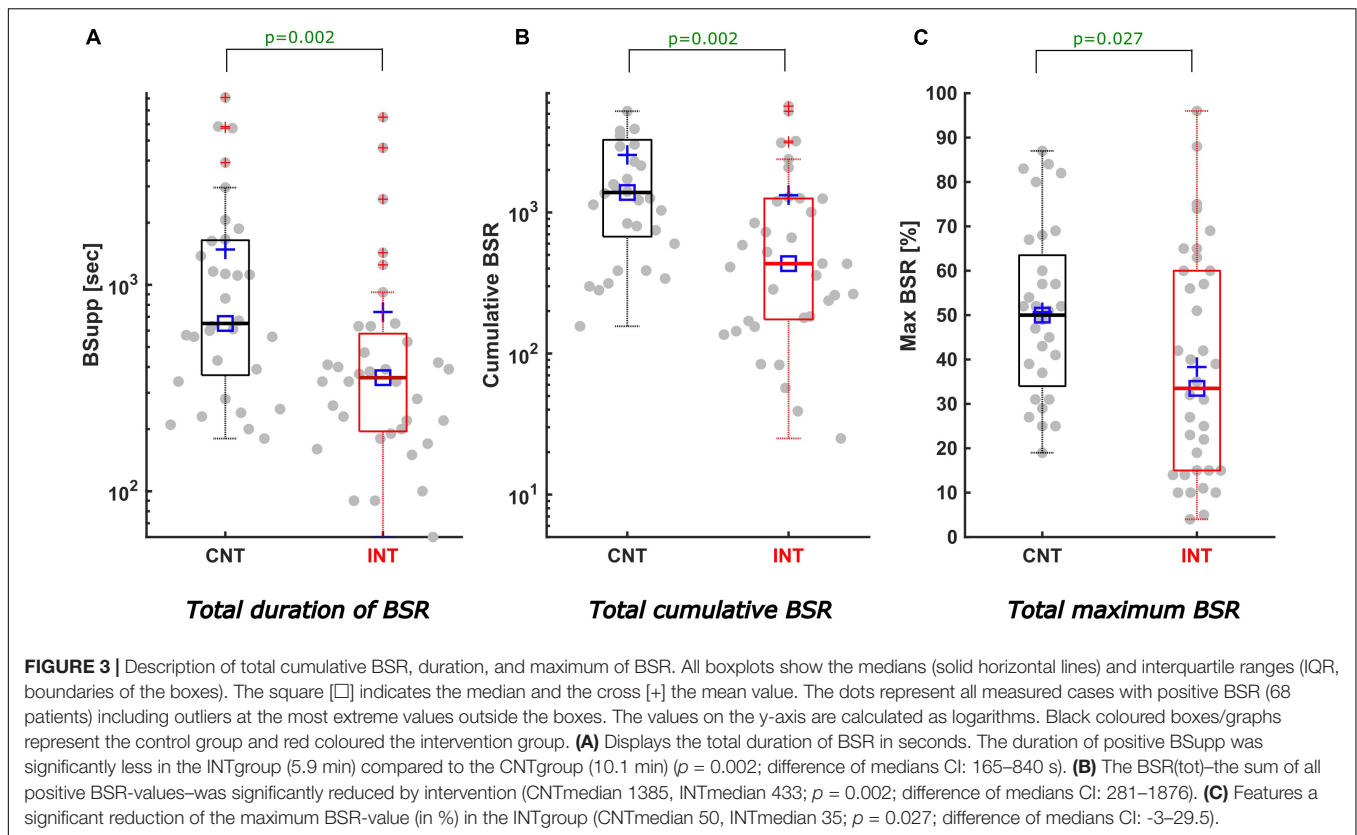 A
p=0.002
BSupp [sec]
10³
10²
CNT
INT
Total duration of BSR
B
p=0.002
Cumulative BSR
10³
10²
10¹
CNT
INT
Total cumulative BSR
C
p=0.027
Max BSR [%]
100
90
80
70
60
50
40
30
20
10
0
CNT
INT
Total maximum BSR
FIGURE 3 | Description of total cumulative BSR, duration, and maximum of BSR. All boxplots show the medians (solid horizontal lines) and interquartile ranges (IQR,
boundaries of the boxes). The square [□] indicates the median and the cross [+] the mean value. The dots represent all measured cases with positive BSR (68
patients) including outliers at the most extreme values outside the boxes. The values on the y-axis are calculated as logarithms. Black coloured boxes/graphs
represent the control group and red coloured the intervention group. (A) Displays the total duration of BSR in seconds. The duration of positive BSupp was
significantly less in the INTgroup (5.9 min) compared to the CNTgroup (10.1 min) (p = 0.002; difference of medians CI: 165–840 s). (B) The BSR(tot)–the sum of all
positive BSR-values–was significantly reduced by intervention (CNTmedian 1385, INTmedian 433; p = 0.002; difference of medians CI: 281–1876). (C) Features a
significant reduction of the maximum BSR-value (in %) in the INTgroup (CNTmedian 50, INTmedian 35; p = 0.027; difference of medians CI: -3–29.5).